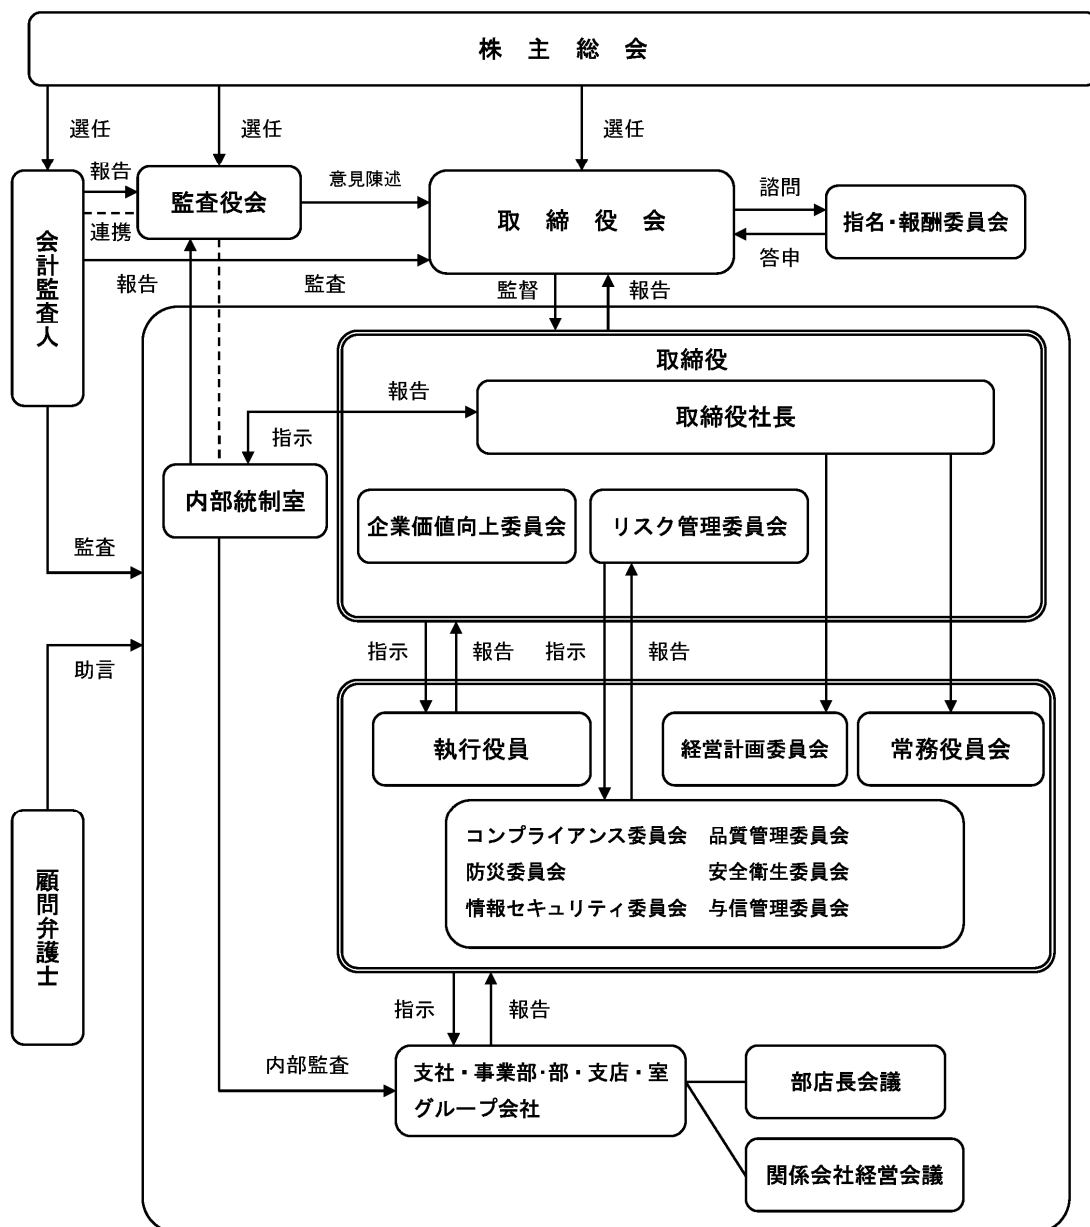 株主総会
選任
選任
選任
報告
監査役会
意見陳述
取締役会
諮問
指名・報酬委員会
連携
答申
会計監査人
報告
監査
監督
報告
取締役
報告
取締役社長
指示
内部統制室
企業価値向上委員会
リスク管理委員会
監査
助言
指示
報告
指示
報告
執行役員
経営計画委員会
常務役員会
コンプライアンス委員会 品質管理委員会
防災委員会 安全衛生委員会
情報セキュリティ委員会 与信管理委員会
顧問弁護士
指示
報告
内部監査
支社・事業部・部・支店・室
グループ会社
部店長会議
関係会社経営会議